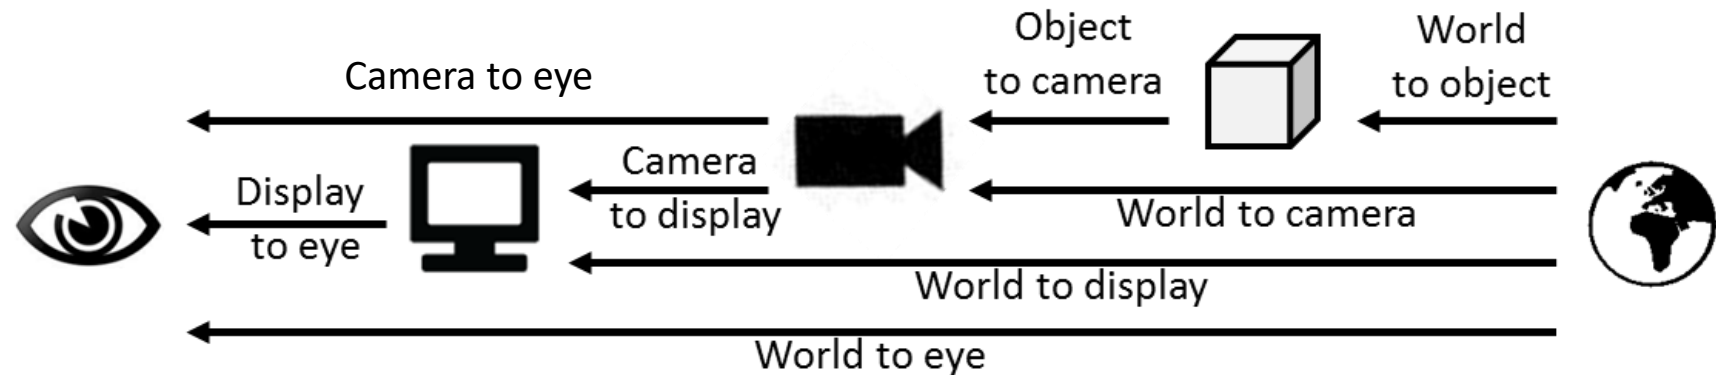 Camera to eye
Object
to camera
World
to object
Display
to eye
Camera
to display
World to camera
World to display
World to eye